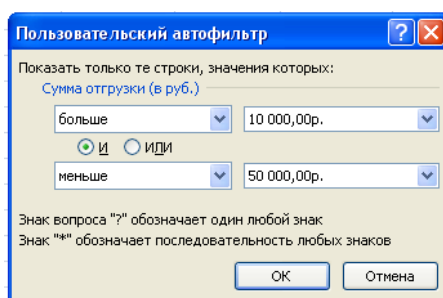 Пользовательский автофильтр
Показать только те строки, значения которых:
Сумма отгрузки (в руб.)
больше 10 000,00р.
И ИЛИ
меньше 50 000,00р.
Знак вопроса "?" обозначает один любой знак
Знак "*" обозначает последовательность любых знаков
ОК Отмена